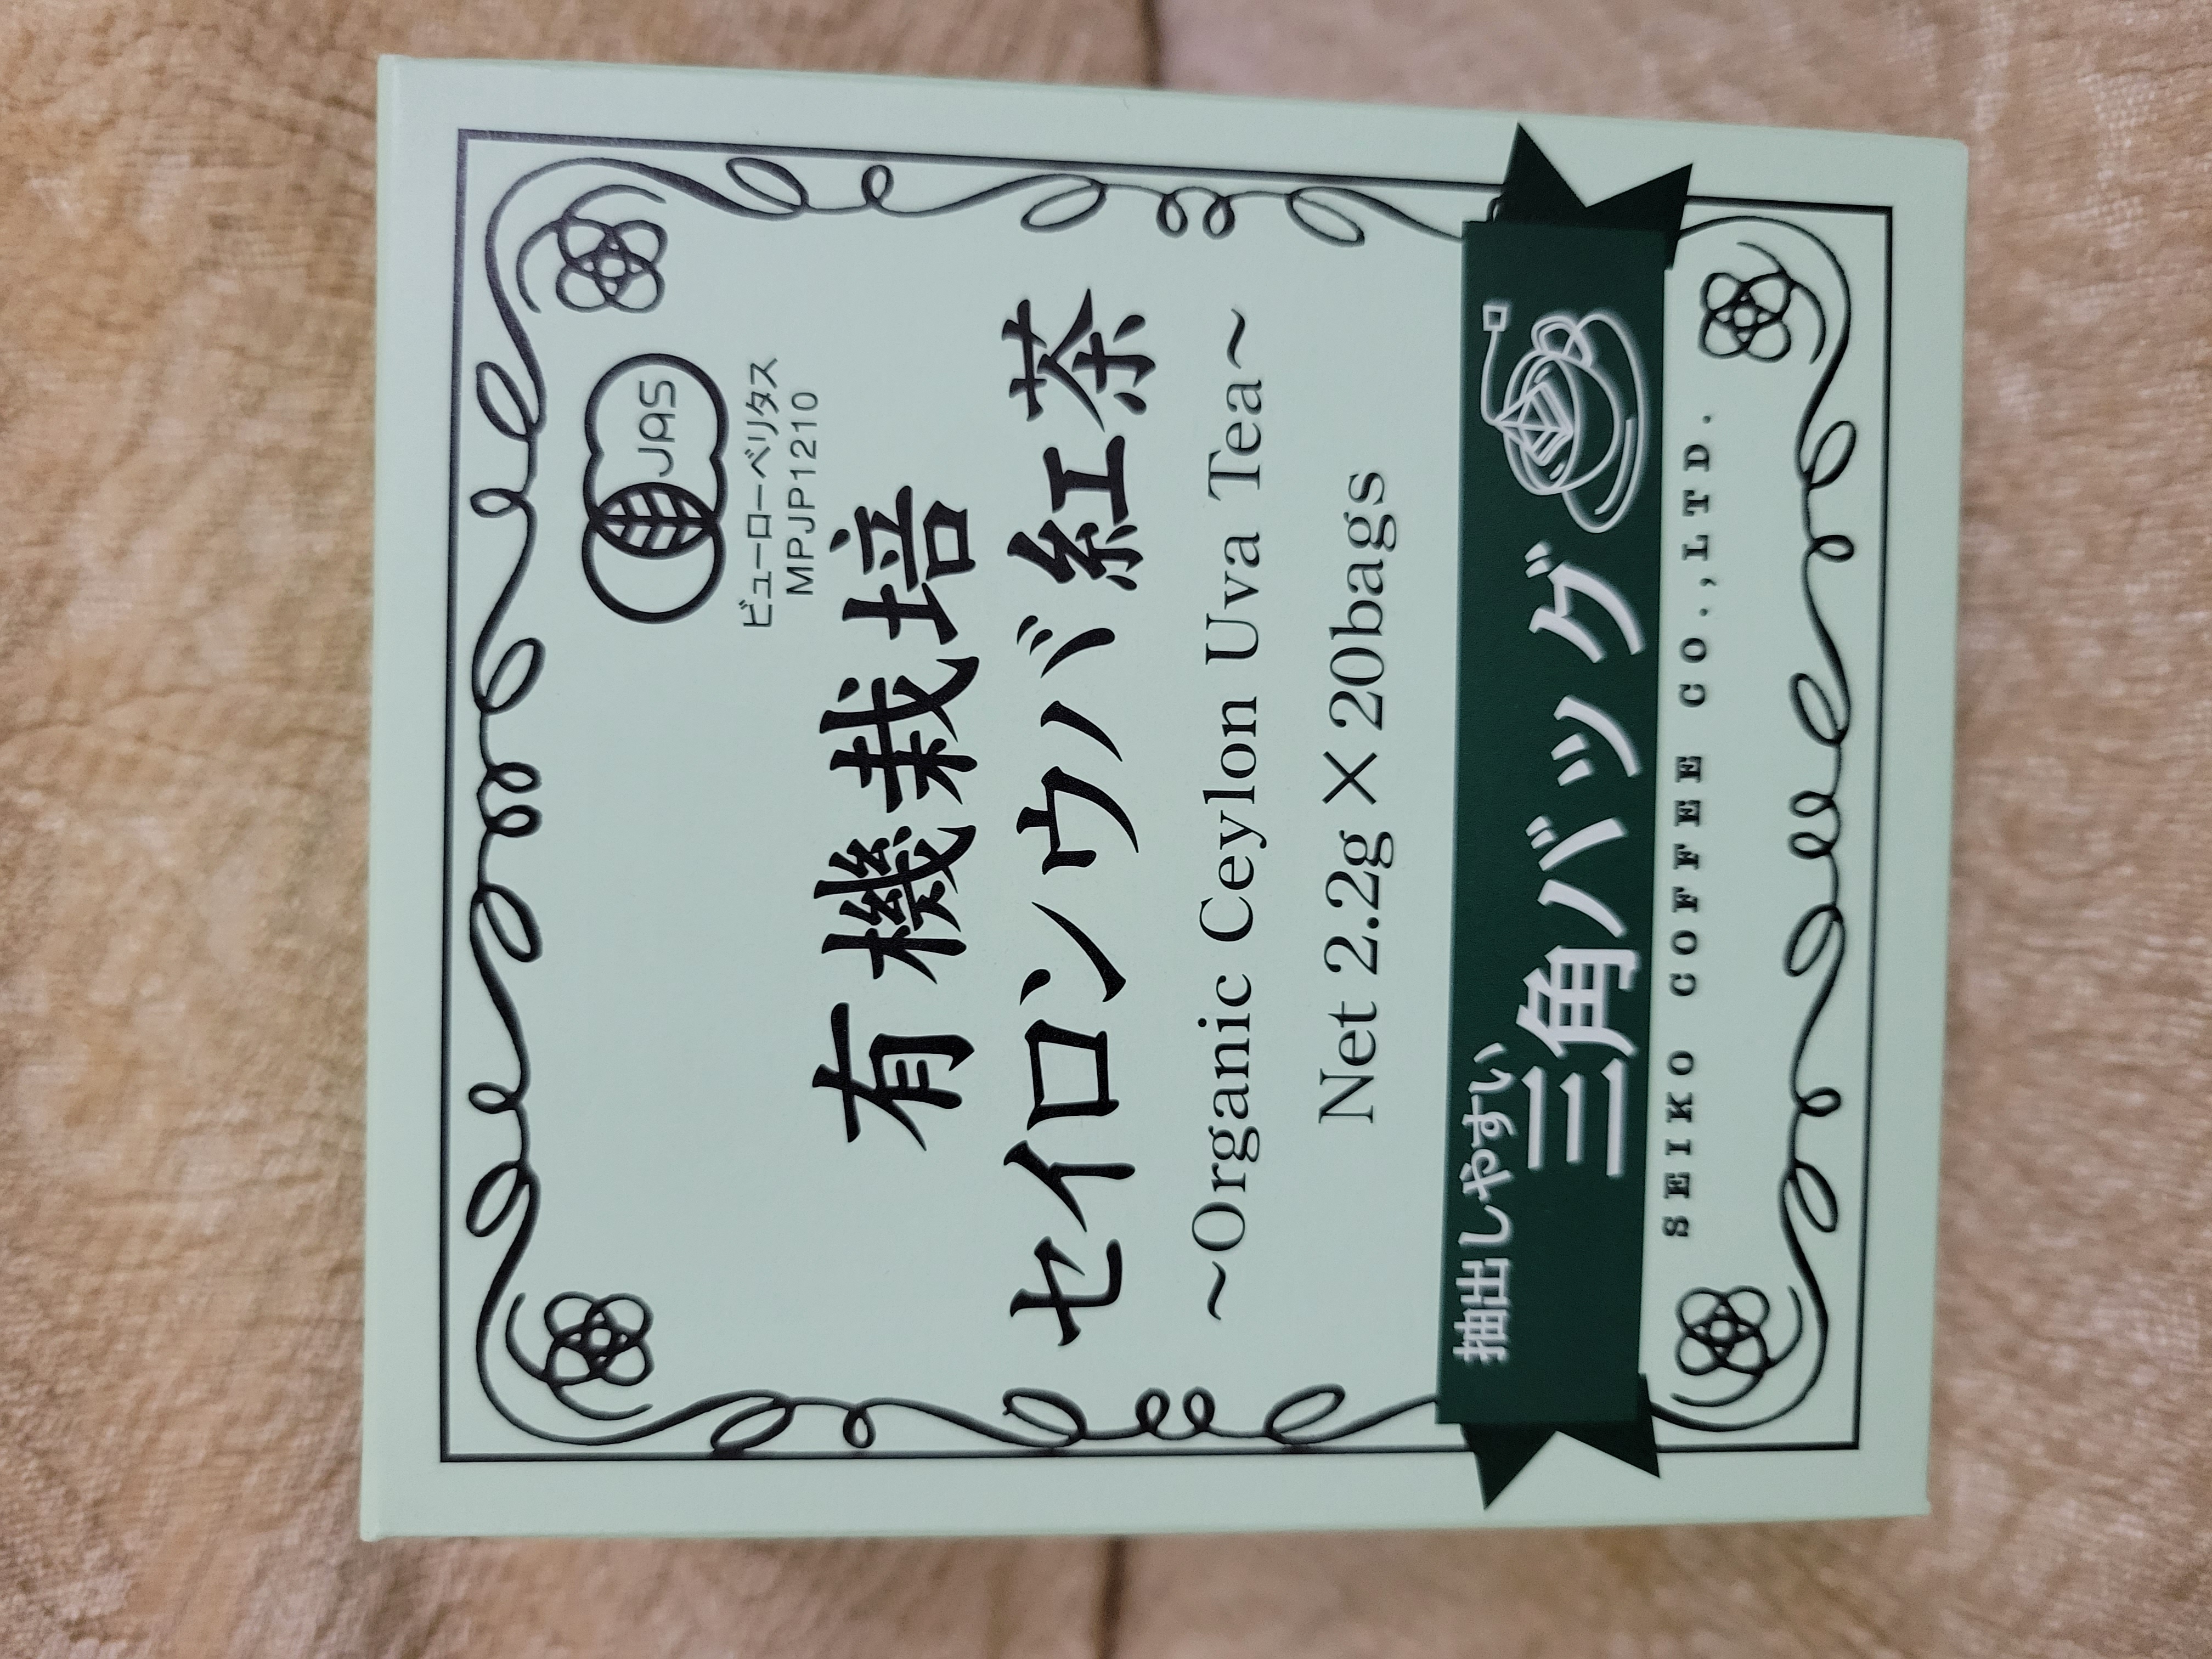 JAS
ビューローベリタス
MPJP1210
有機栽培
セイロンウバ紅茶
~Organic Ceylon Uva Tea~
Net 2.2g×20bags
抽出しやすい
三角バッグ
SEIKO COFFEE CO.,LTD.